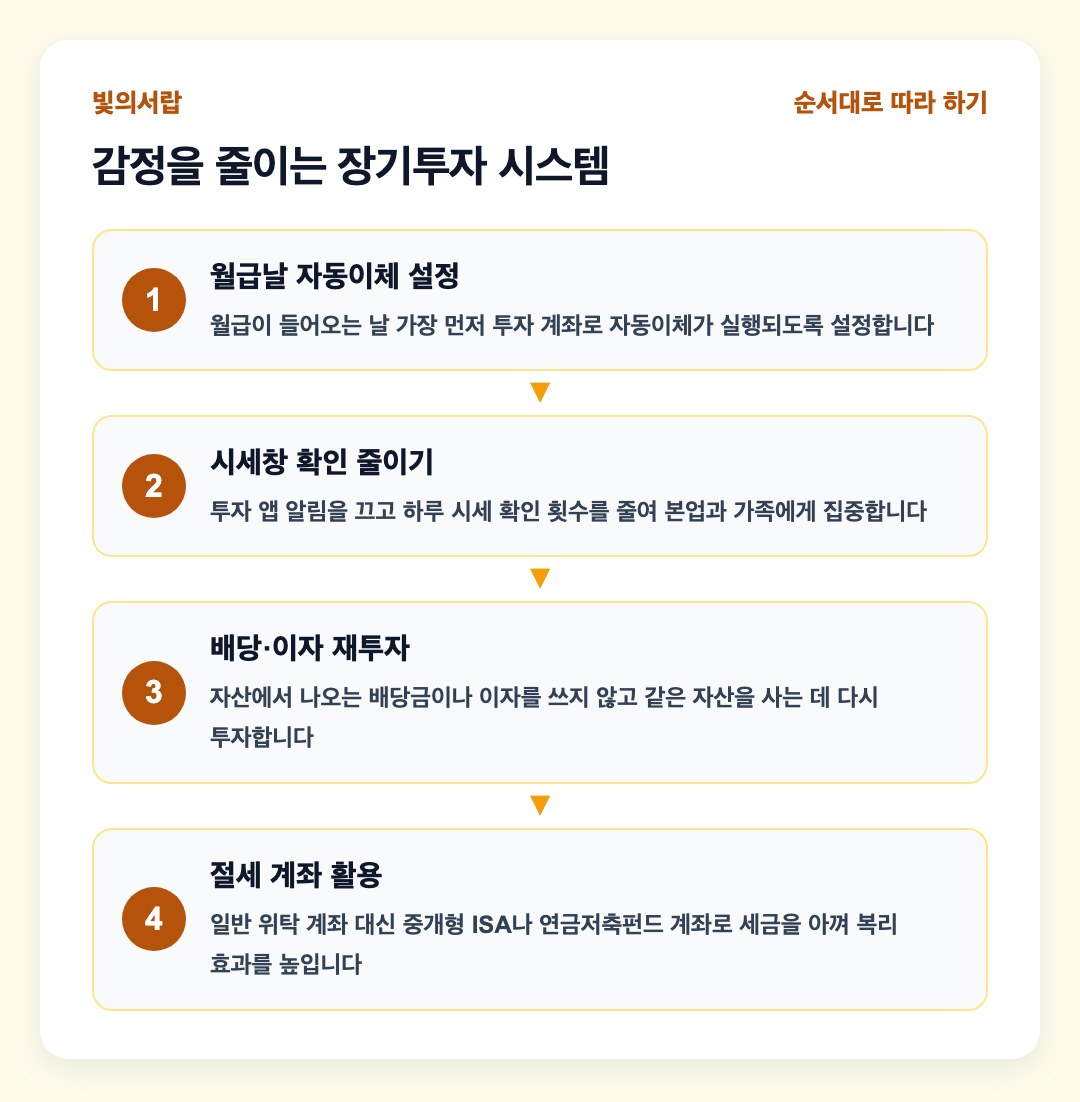 빛의서랍
순서대로 따라 하기
감정을 줄이는 장기투자 시스템
1
월급날 자동이체 설정
월급이 들어오는 날 가장 먼저 투자 계좌로 자동이체가 실행되도록 설정합니다
▼
2
시세창 확인 줄이기
투자 앱 알림을 끄고 하루 시세 확인 횟수를 줄여 본업과 가족에게 집중합니다
▼
3
배당·이자 재투자
자산에서 나오는 배당금이나 이자를 쓰지 않고 같은 자산을 사는 데 다시
투자합니다
▼
4
절세 계좌 활용
일반 위탁 계좌 대신 중개형 ISA나 연금저축펀드 계좌로 세금을 아껴 복리
효과를 높입니다